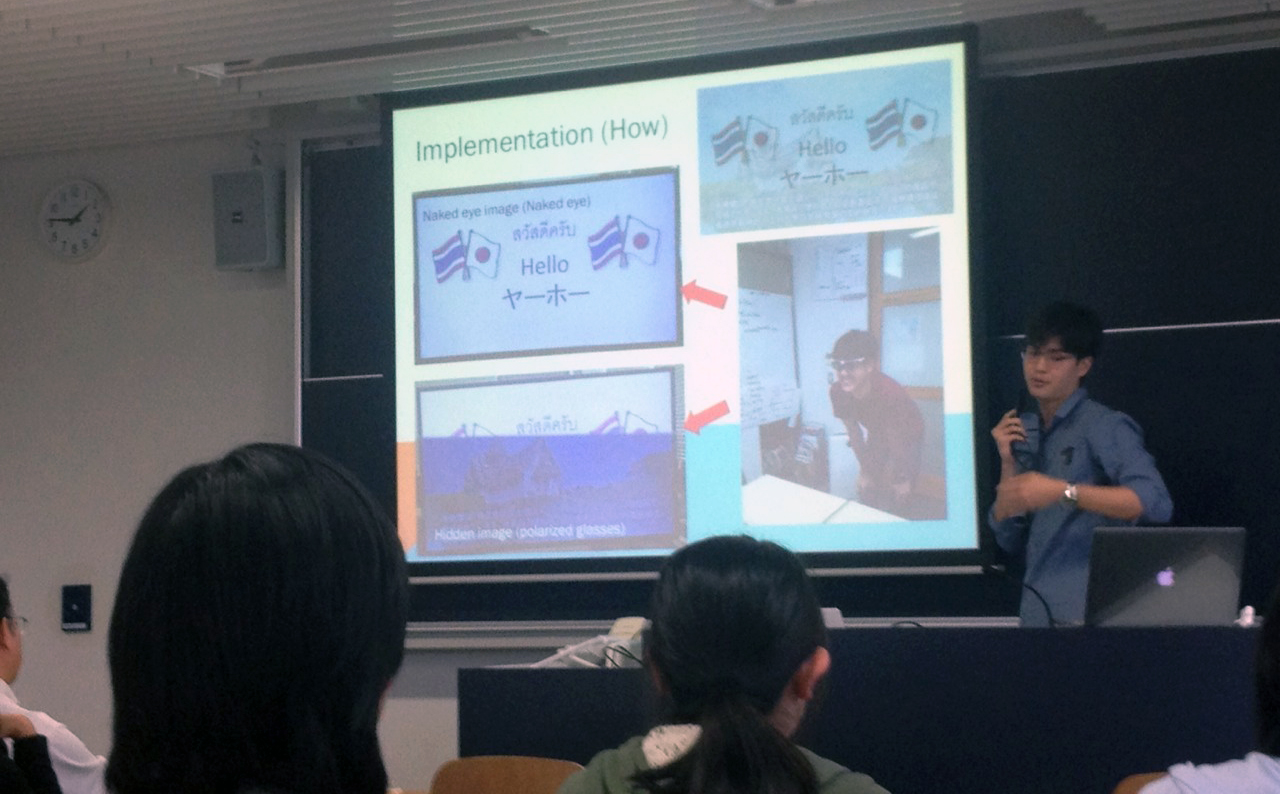 Implementation (How)
Naked eye image (Naked eye)
สวัสดีครับ
Hello
ヤーホー
สวัสดีครับ
Hidden image (polarized glasses)
สวัสดีครับ
Hello
ヤーホー